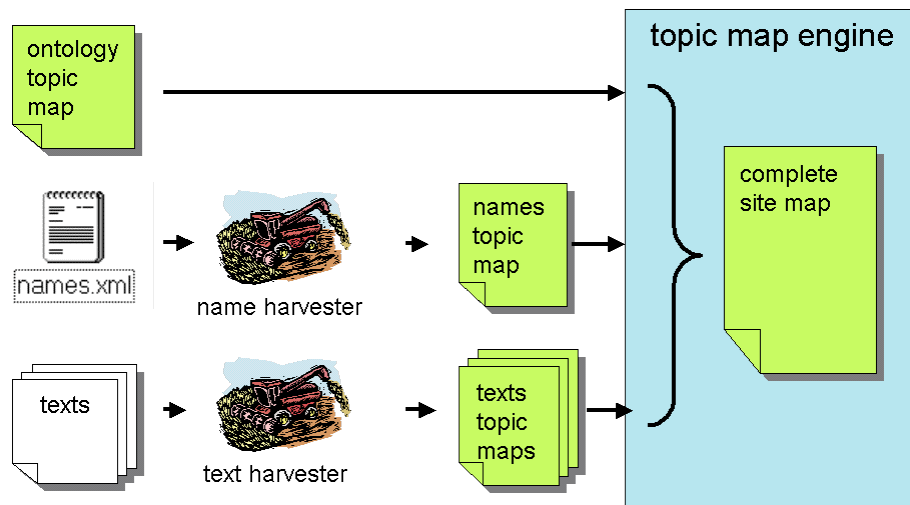 topic map engine
ontology
topic
map
names.xml
name harvester
names
topic
map
complete
site map
texts
text harvester
texts
topic
maps